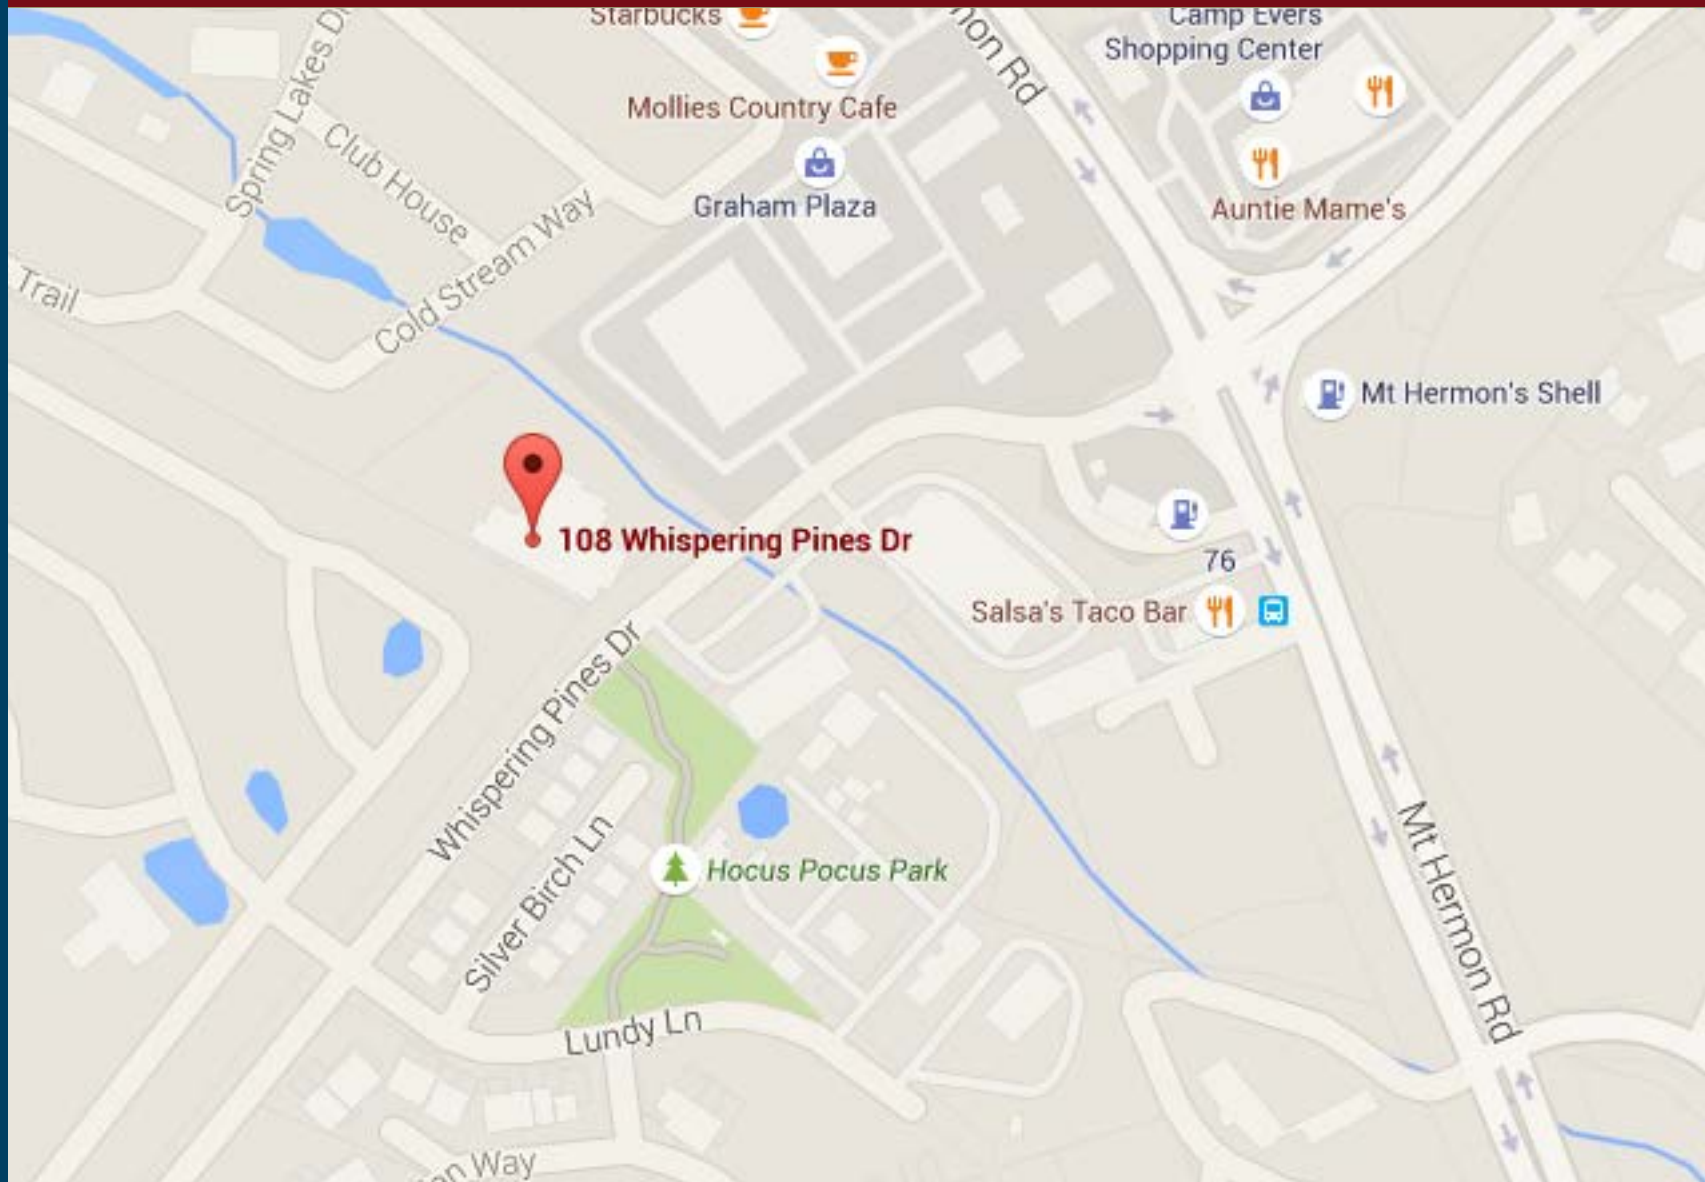 Starbucks
Camp Evers
Shopping Center
Mollies Country Cafe
Graham Plaza
Auntie Mame's
Spring Lakes Dr
Club House
Cold Stream Way
Trail
Mt Hermon's Shell
108 Whispering Pines Dr
76
Salsa's Taco Bar
Whispering Pines Dr
Silver Birch Ln
Hocus Pocus Park
Mt Hermon Rd
Lundy Ln
Way
Rd